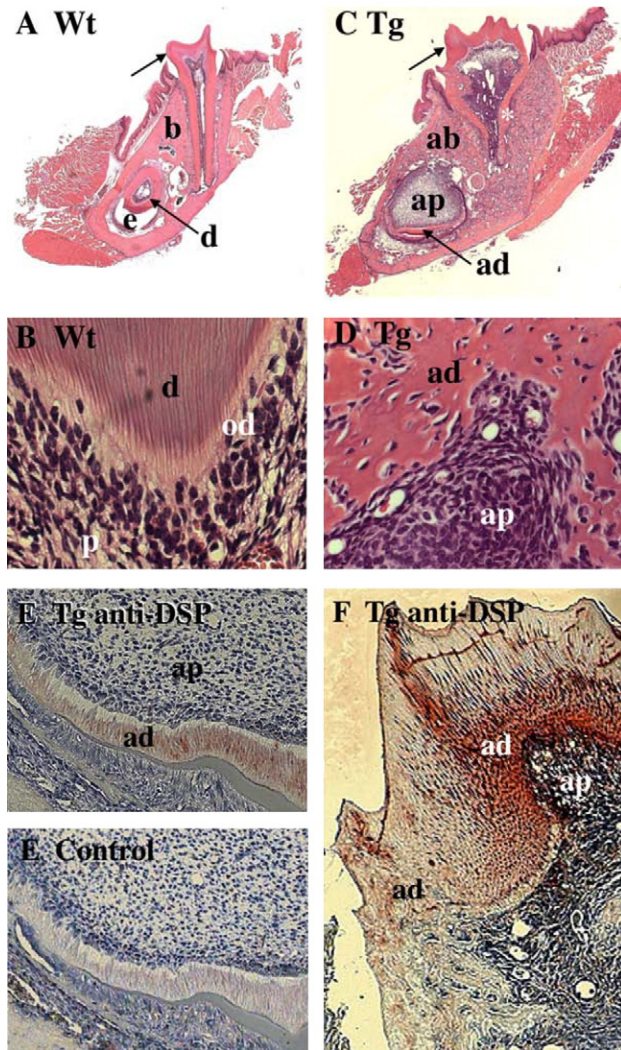 A Wt
b
e
d
C Tg
*
ab
ap
ad
B Wt
d
od
p
D Tg
ad
ap
E Tg anti-DSP
ap
ad
E Control
F Tg anti-DSP
ad
ap
ad